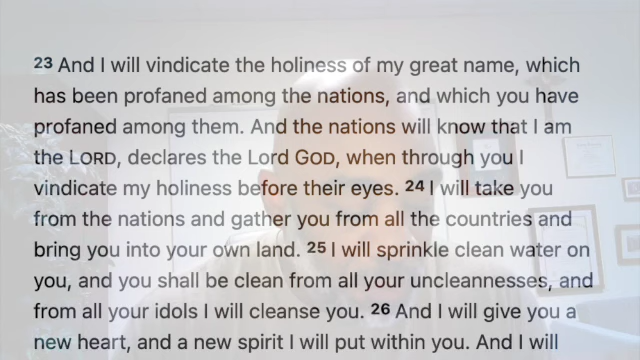 23 And I will vindicate the holiness of my great name, which
has been profaned among the nations, and which you have
profaned among them. And the nations will know that I am
the LORD, declares the Lord GOD, when through you I
vindicate my holiness before their eyes. 24 I will take you
from the nations and gather you from all the countries and
bring you into your own land. 25 I will sprinkle clean water on
you, and you shall be clean from all your uncleannesses, and
from all your idols I will cleanse you. 26 And I will give you a
new heart, and a new spirit I will put within you. And I will